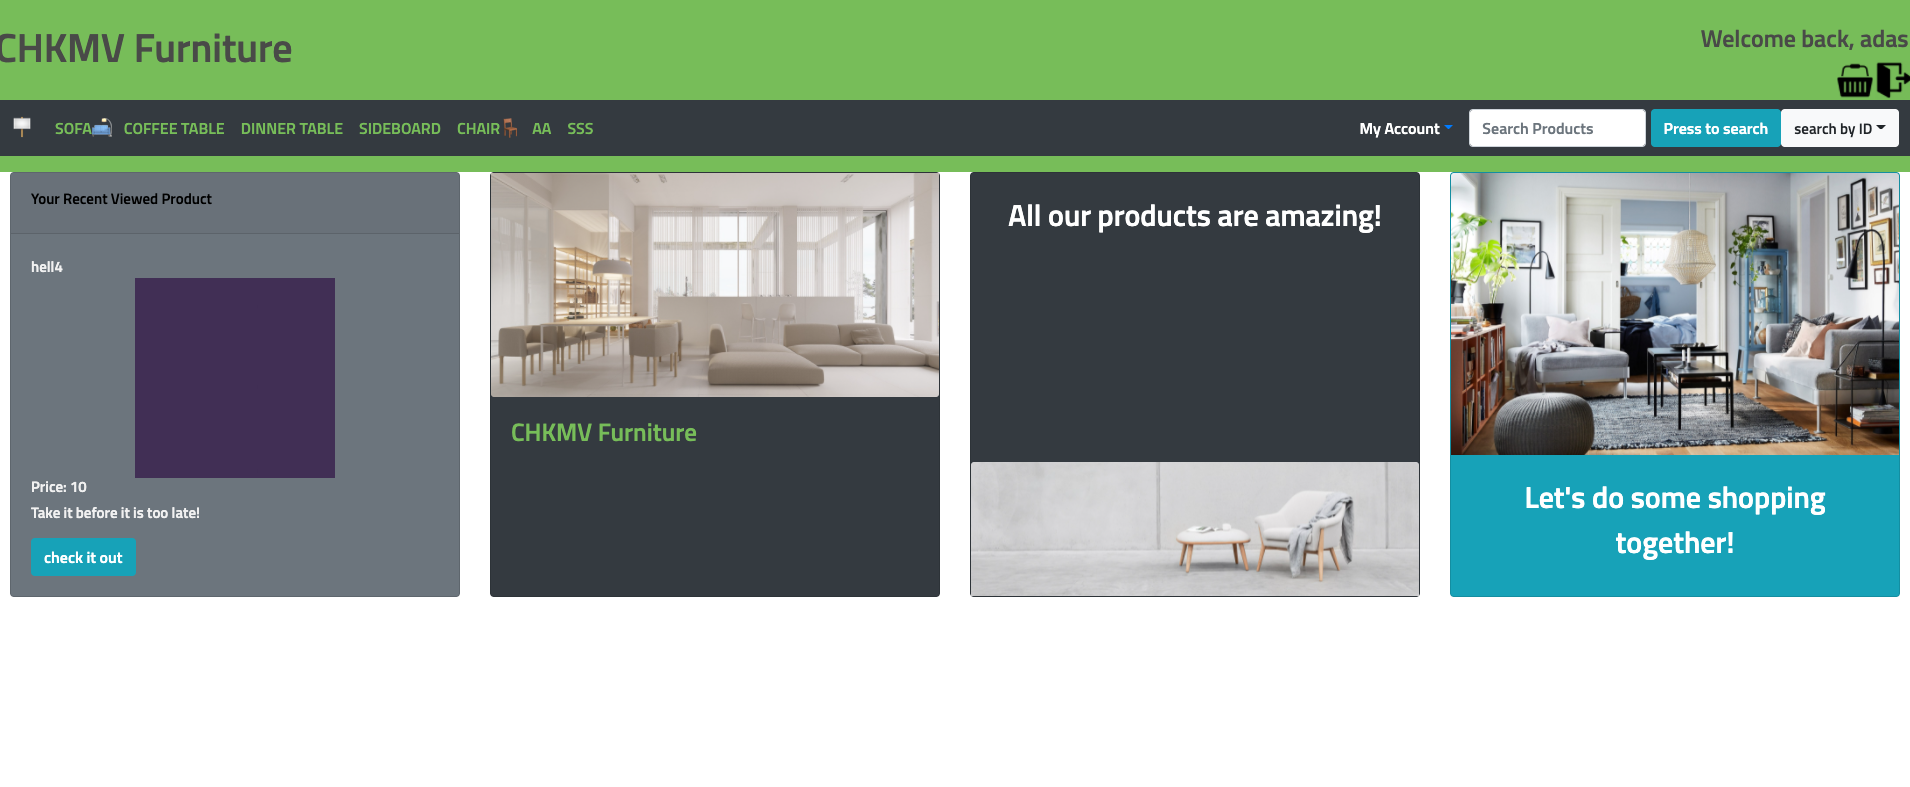 CHKMV Furniture
Welcome back, adas
SOFA COFFEE TABLE DINNER TABLE SIDEBOARD CHAIR AA SSS
My Account Search Products Press to search search by ID
Your Recent Viewed Product
hell4
Price: 10
Take it before it is too late!
check it out
CHKMV Furniture
All our products are amazing!
Let's do some shopping
together!